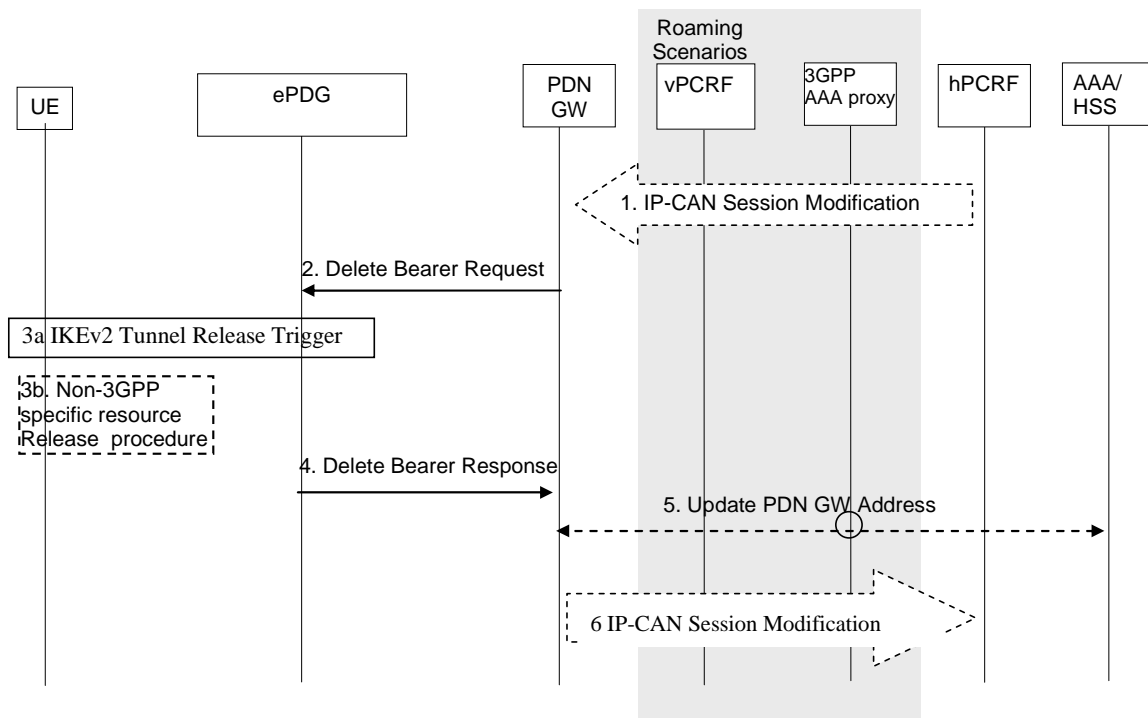 Roaming
Scenarios
UE
ePDG
PDN
GW
vPCRF
3GPP
AAA proxy
hPCRF
AAA/
HSS
1. IP-CAN Session Modification
2. Delete Bearer Request
3a IKEv2 Tunnel Release Trigger
3b. Non-3GPP
specific resource
Release procedure
4. Delete Bearer Response
5. Update PDN GW Address
6 IP-CAN Session Modification